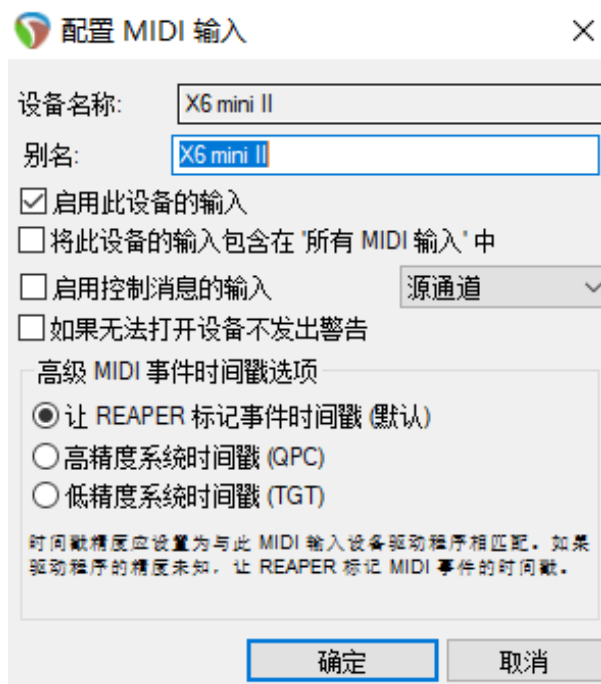 配置 MIDI 输入
设备名称: X6 mini II
别名: X6 mini II
启用此设备的输入
将此设备的输入包含在 '所有 MIDI 输入' 中
启用控制消息的输入 源通道
如果无法打开设备不发出警告
高级 MIDI 事件时间戳选项
让 REAPER 标记事件时间戳 (默认)
高精度系统时间戳 (QPC)
低精度系统时间戳 (TGT)
时间戳精度应设置为与此 MIDI 输入设备驱动程序相匹配。如果
驱动程序的精度未知, 让 REAPER 标记 MIDI 事件的时间戳。
确定 取消